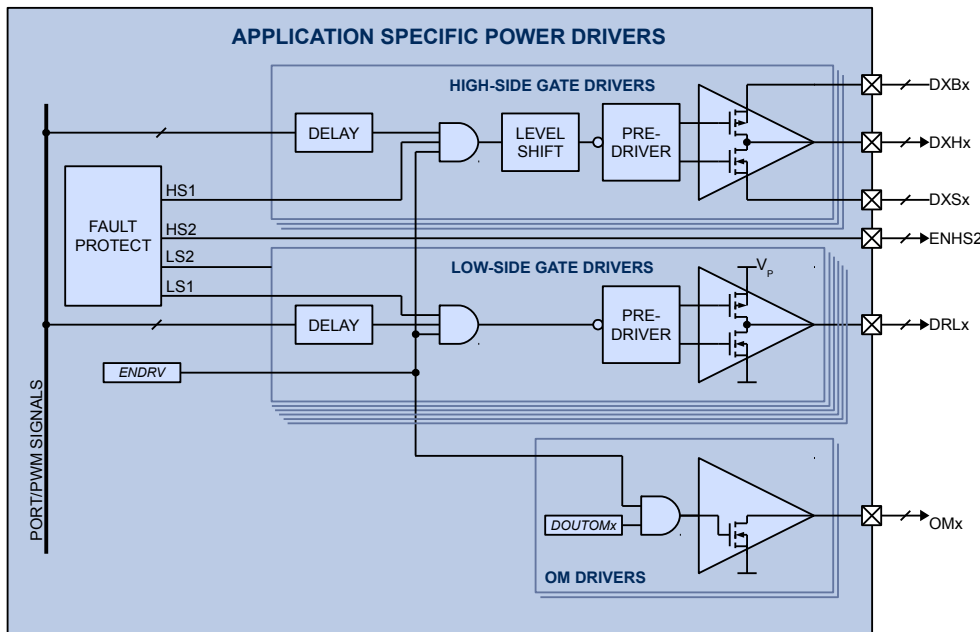 APPLICATION SPECIFIC POWER DRIVERS
HIGH-SIDE GATE DRIVERS
DXBx
DELAY
LEVEL
SHIFT
PRE-
DRIVER
DXHx
HS1
DXSx
FAULT
PROTECT
HS2
ENHS2
LS2
LOW-SIDE GATE DRIVERS
VP
LS1
DELAY
PRE-
DRIVER
DRLx
ENDRV
PORT/PWM SIGNALS
DOUTOMx
OMx
OM DRIVERS